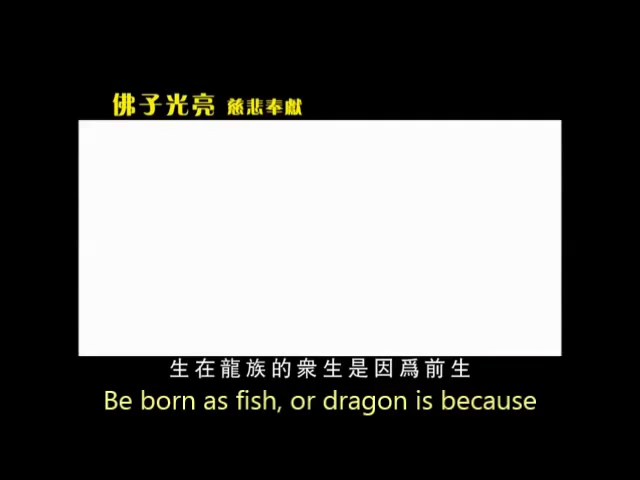 佛子光亮 慈悲奉獻
生在龍族的衆生是因爲前生
Be born as fish, or dragon is because